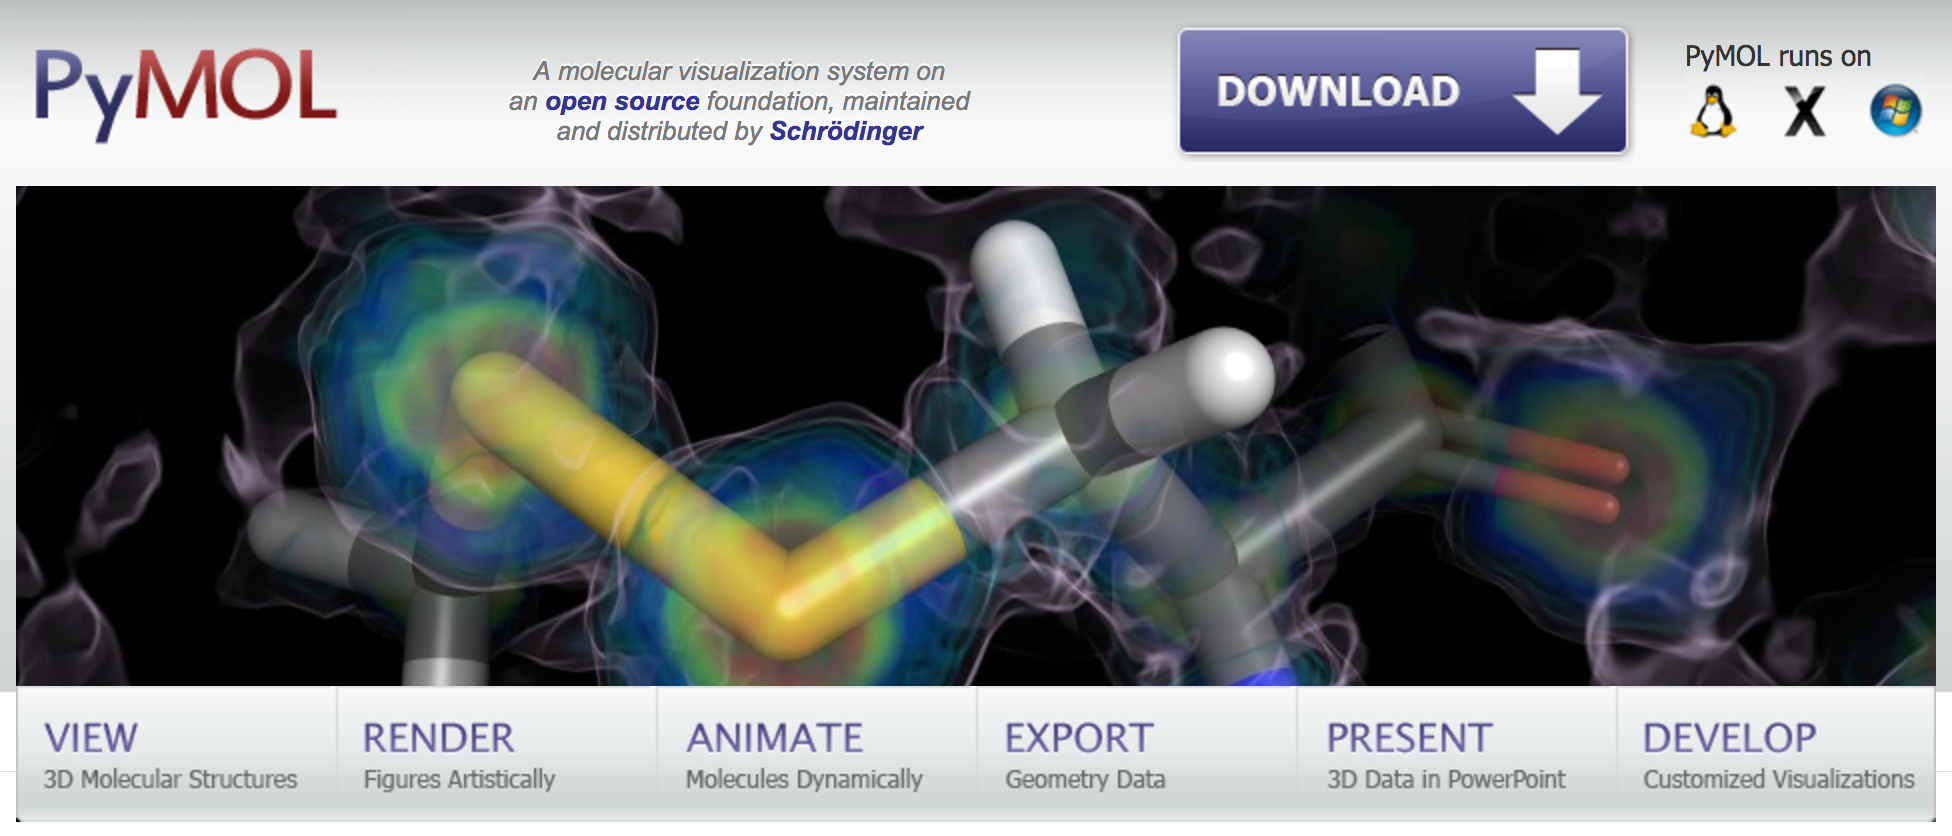 PyMOL
A molecular visualization system on
an open source foundation, maintained
and distributed by Schrödinger
DOWNLOAD
PyMOL runs on
VIEW
3D Molecular Structures
RENDER
Figures Artistically
ANIMATE
Molecules Dynamically
EXPORT
Geometry Data
PRESENT
3D Data in PowerPoint
DEVELOP
Customized Visualizations